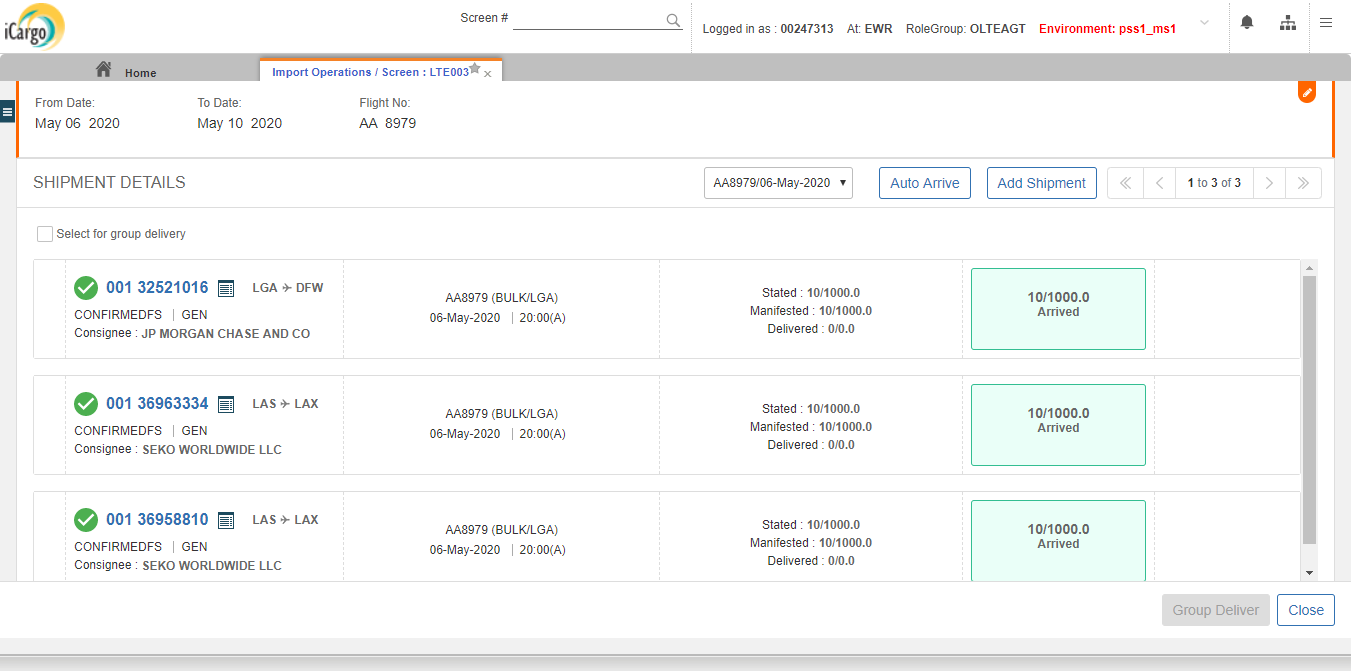 iCargo
Screen #
Logged in as : 00247313 At: EWR RoleGroup: OLTEAGT Environment: pss1_ms1
Home
Import Operations / Screen : LTE003
From Date:
To Date:
Flight No:
May 06 2020
May 10 2020
AA 8979
SHIPMENT DETAILS
AA8979/06-May-2020
Auto Arrive
Add Shipment
1 to 3 of 3
Select for group delivery
001 32521016
LGA DFW
CONFIRMEDFS | GEN
Consignee : JP MORGAN CHASE AND CO
AA8979 (BULK/LGA)
06-May-2020 | 20:00(A)
Stated : 10/1000.0
Manifested : 10/1000.0
Delivered : 0/0.0
10/1000.0
Arrived
001 36963334
LAS LAX
CONFIRMEDFS | GEN
Consignee : SEKO WORLDWIDE LLC
AA8979 (BULK/LGA)
06-May-2020 | 20:00(A)
Stated : 10/1000.0
Manifested : 10/1000.0
Delivered : 0/0.0
10/1000.0
Arrived
001 36958810
LAS LAX
CONFIRMEDFS | GEN
Consignee : SEKO WORLDWIDE LLC
AA8979 (BULK/LGA)
06-May-2020 | 20:00(A)
Stated : 10/1000.0
Manifested : 10/1000.0
Delivered : 0/0.0
10/1000.0
Arrived
Group Deliver
Close